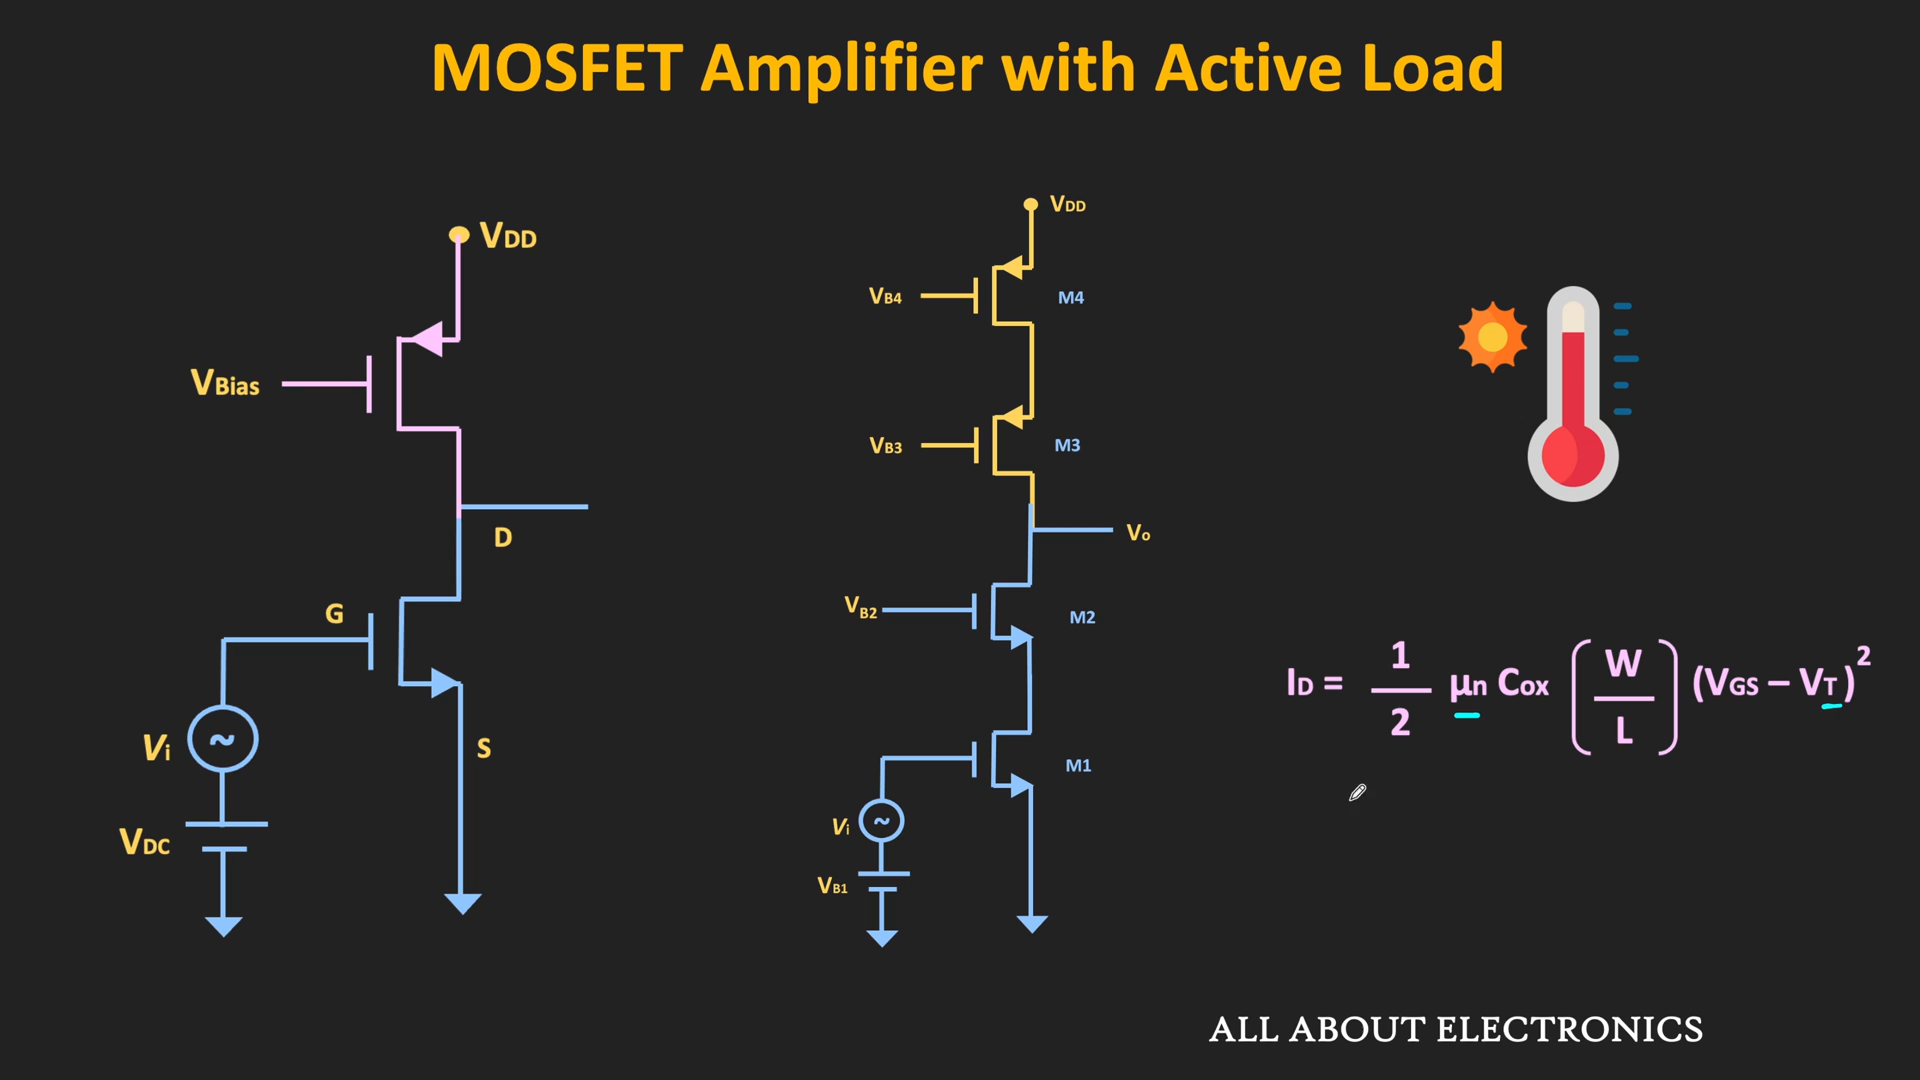 MOSFET Amplifier with Active Load
VDD
VBias
D
G
Vi
~
S
VDC
VDD
VB4
M4
VB3
M3
Vo
VB2
M2
M1
Vi
~
VB1
ID = 1/2 μn Cox (W/L) (VGS – VT)²
ALL ABOUT ELECTRONICS